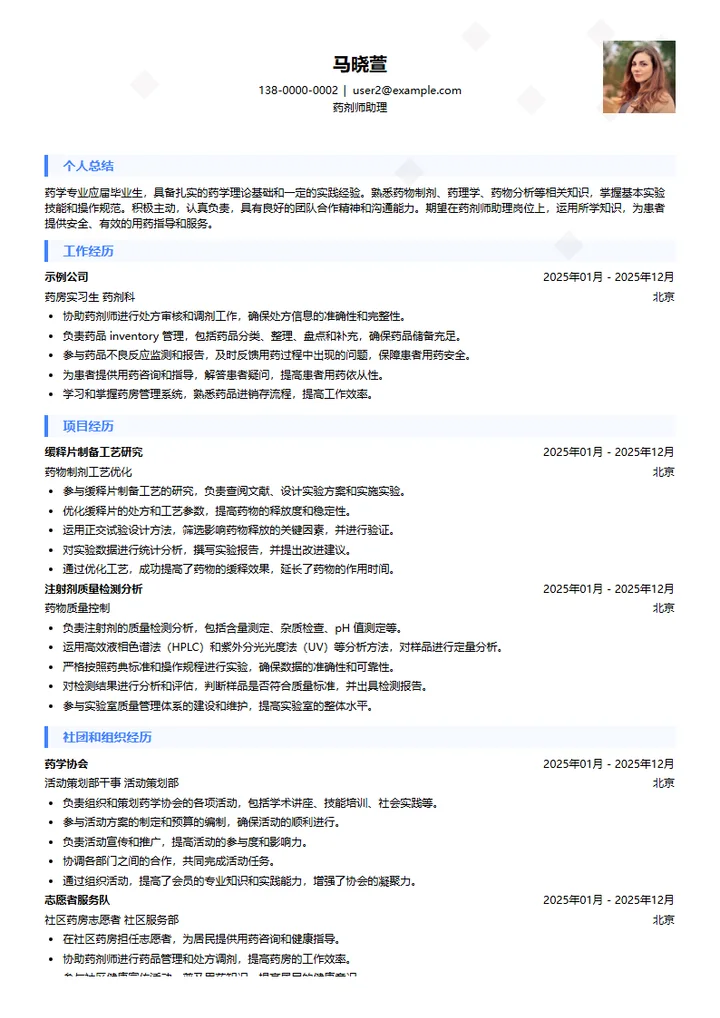 马晓萱
138-0000-0002 | user2@example.com
药剂师助理
个人总结
药学专业应届毕业生，具备扎实的药学理论基础和一定的实践经验。熟悉药物制剂、药理学、药物分析等相关知识，掌握基本实验
技能和操作规范。积极主动，认真负责，具有良好的团队合作精神和沟通能力。期望在药剂师助理岗位上，运用所学知识，为患者
提供安全、有效的用药指导和服务。
工作经历
示例公司 2025年01月 - 2025年12月
药房实习生 药剂科 北京
• 协助药剂师进行处方审核和调剂工作，确保处方信息的准确性和完整性。
• 负责药品 inventory 管理，包括药品分类、整理、盘点和补充，确保药品储备充足。
• 参与药品不良反应监测和报告，及时反馈用药过程中出现的问题，保障患者用药安全。
• 为患者提供用药咨询和指导，解答患者疑问，提高患者用药依从性。
• 学习和掌握药房管理系统，熟悉药品进销存流程，提高工作效率。
项目经历
缓释片制备工艺研究 2025年01月 - 2025年12月
药物制剂工艺优化 北京
• 参与缓释片制备工艺的研究，负责查阅文献、设计实验方案和实施实验。
• 优化缓释片的处方和工艺参数，提高药物的释放度和稳定性。
• 运用正交试验设计方法，筛选影响药物释放的关键因素，并进行验证。
• 对实验数据进行统计分析，撰写实验报告，并提出改进建议。
• 通过优化工艺，成功提高了药物的缓释效果，延长了药物的作用时间。
注射剂质量检测分析 2025年01月 - 2025年12月
药物质量控制 北京
• 负责注射剂的质量检测分析，包括含量测定、杂质检查、pH 值测定等。
• 运用高效液相色谱法（HPLC）和紫外分光光度法（UV）等分析方法，对样品进行定量分析。
• 严格按照药典标准和操作规程进行实验，确保数据的准确性和可靠性。
• 对检测结果进行分析和评估，判断样品是否符合质量标准，并出具检测报告。
• 参与实验室质量管理体系的建设和维护，提高实验室的整体水平。
社团和组织经历
药学协会 2025年01月 - 2025年12月
活动策划部干事 活动策划部 北京
• 负责组织和策划药学协会的各项活动，包括学术讲座、技能培训、社会实践等。
• 参与活动方案的制定和预算的编制，确保活动的顺利进行。
• 负责活动宣传和推广，提高活动的参与度和影响力。
• 协调各部门之间的合作，共同完成活动任务。
• 通过组织活动，提高了会员的专业知识和实践能力，增强了协会的凝聚力。
志愿者服务队 2025年01月 - 2025年12月
社区药房志愿者 社区服务部 北京
• 在社区药房担任志愿者，为居民提供用药咨询和健康指导。
• 协助药剂师进行药品管理和处方调剂，提高药房的工作效率。